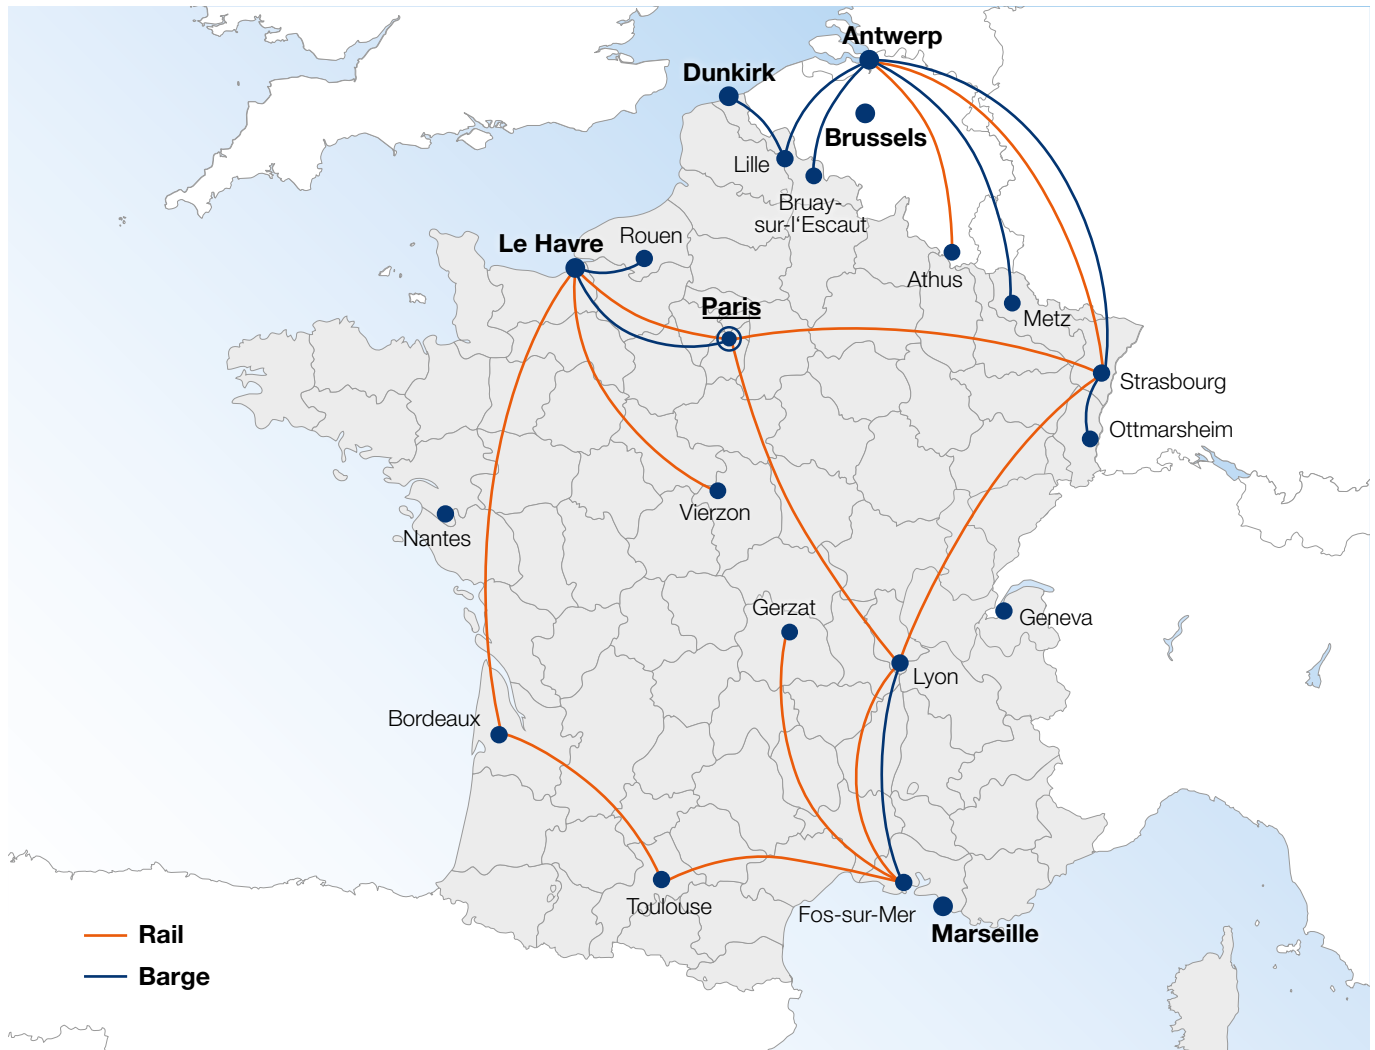 Antwerp
Dunkirk
Brussels
Lille
Bruay-
sur-l'Escaut
Rouen
Le Havre
Athus
Paris
Metz
Strasbourg
Ottmarsheim
Vierzon
Nantes
Gerzat
Geneva
Lyon
Bordeaux
Toulouse
Fos-sur-Mer
Marseille
Rail
Barge